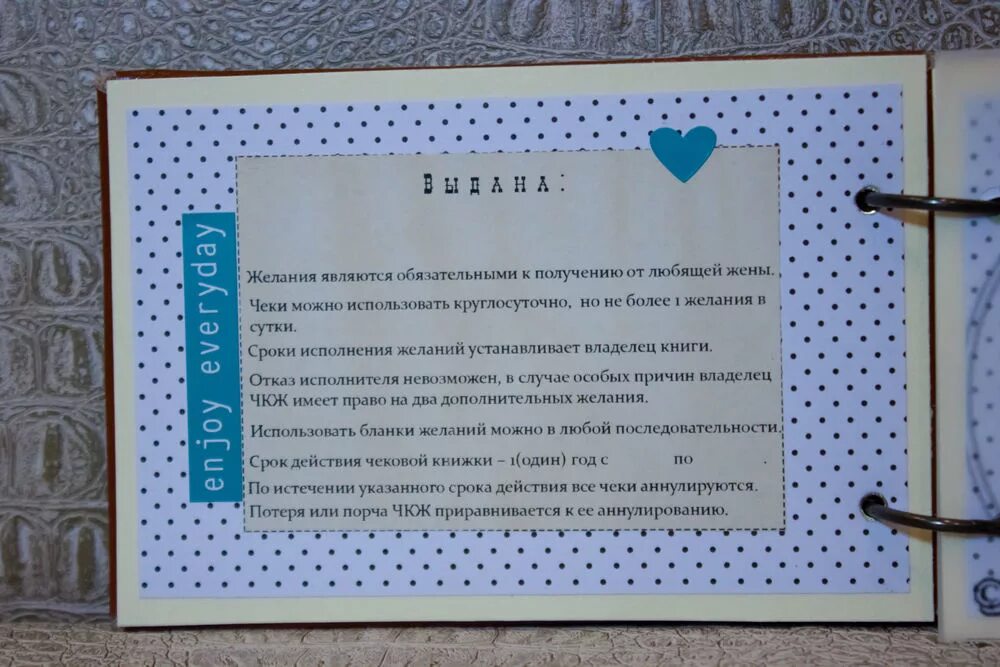 Выдана:
enjoy everyday
Желания являются обязательными к получению от любящей жены.
Чеки можно использовать круглосуточно, но не более 1 желания в
сутки.
Сроки исполнения желаний устанавливает владелец книги.
Отказ исполнителя невозможен, в случае особых причин владелец
ЧКЖ имеет право на два дополнительных желания.
Использовать бланки желаний можно в любой последовательности.
Срок действия чековой книжки – 1(один) год с по .
По истечении указанного срока действия все чеки аннулируются.
Потеря или порча ЧКЖ приравнивается к ее аннулированию.
©